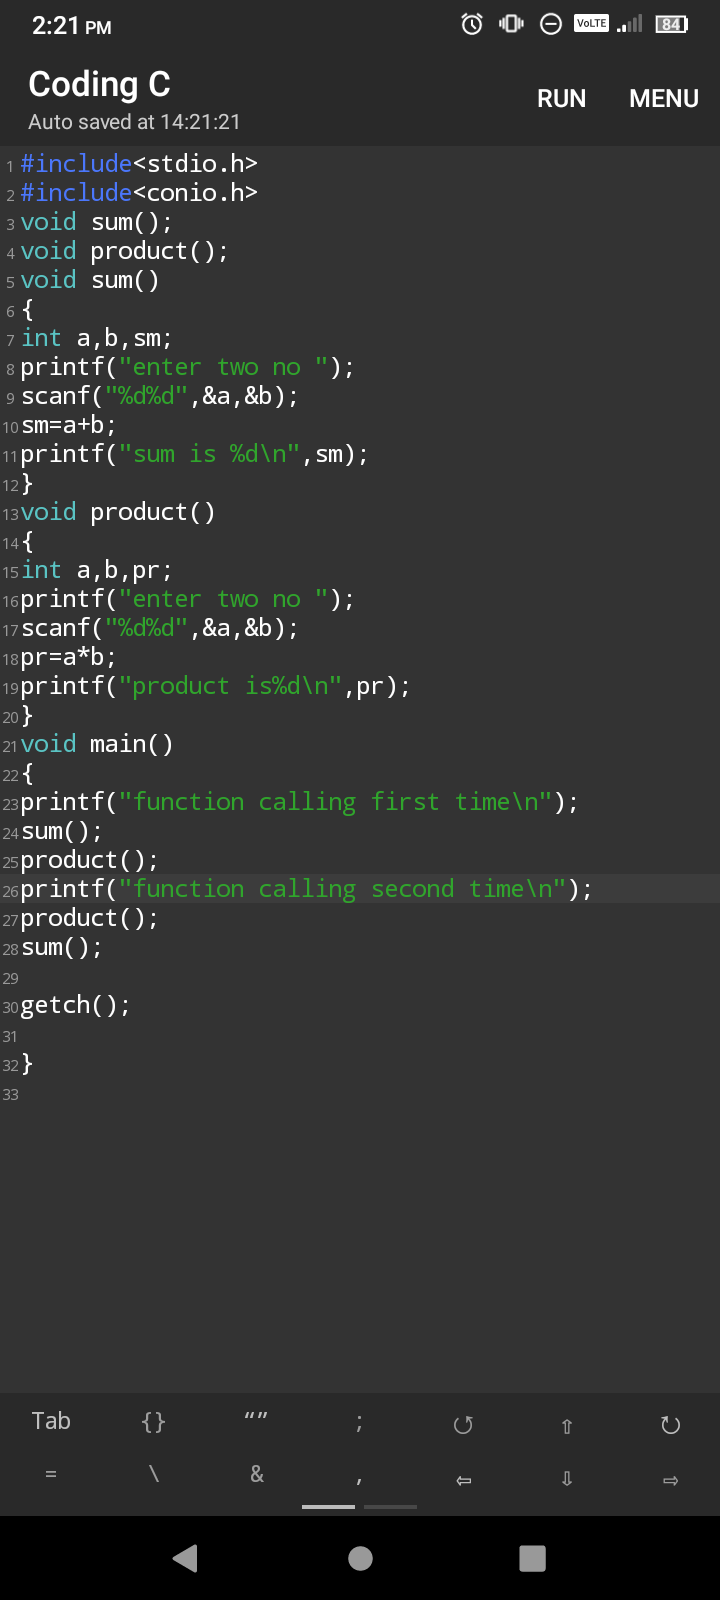 2:21 PM
VoLTE
84
Coding C
Auto saved at 14:21:21
RUN MENU
1 #include<stdio.h>
2 #include<conio.h>
3 void sum();
4 void product();
5 void sum()
6 {
7 int a,b,sm;
8 printf("enter two no ");
9 scanf("%d%d",&a,&b);
10 sm=a+b;
11 printf("sum is %d\n",sm);
12 }
13 void product()
14 {
15 int a,b,pr;
16 printf("enter two no ");
17 scanf("%d%d",&a,&b);
18 pr=a*b;
19 printf("product is%d\n",pr);
20 }
21 void main()
22 {
23 printf("function calling first time\n");
24 sum();
25 product();
26 printf("function calling second time\n");
27 product();
28 sum();
29
30 getch();
31
32 }
33
Tab {} “” ; ⭯ ⇧ ⭮
= \ & , ⇦ ⇩ ⇨